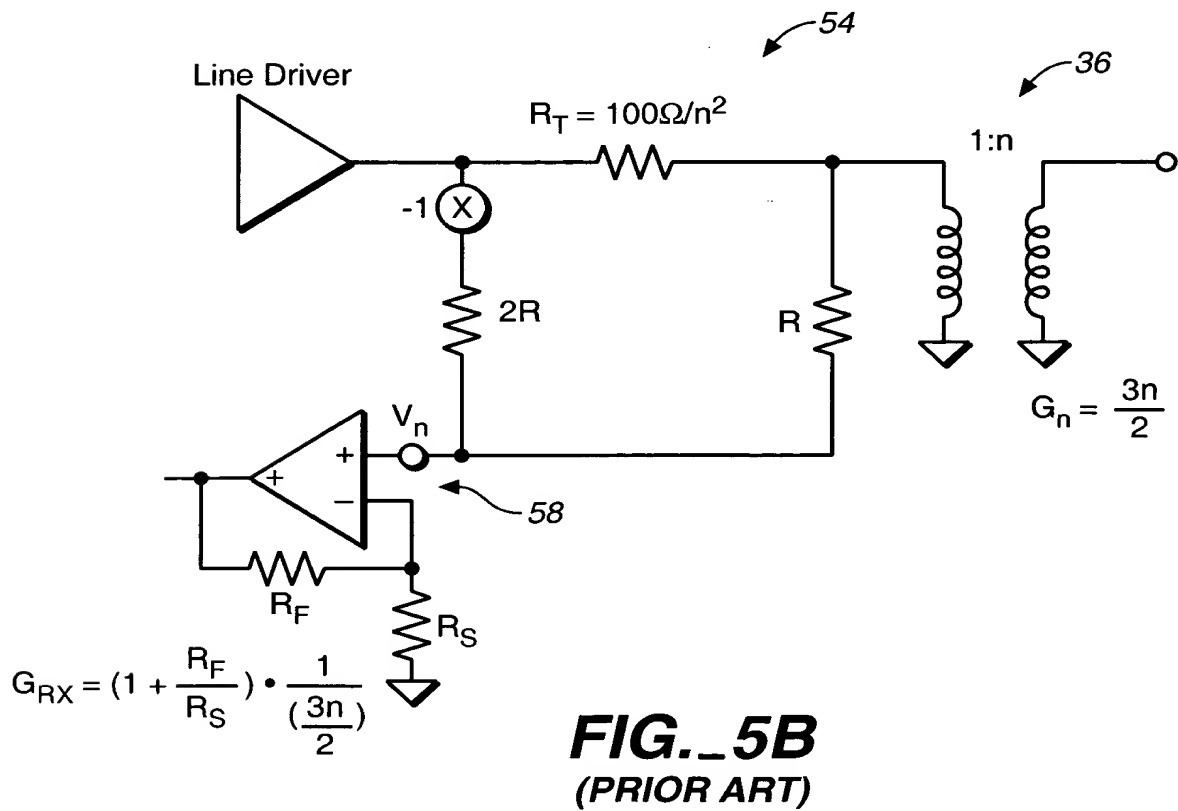 54
Line Driver
36
R_T = 100Ω/n²
1:n
-1 X
2R
R
V_n
G_n = 3n/2
+
+
−
58
R_F
R_S
G_RX = (1 + R_F/R_S) • 1/(3n/2)
FIG._5B
(PRIOR ART)